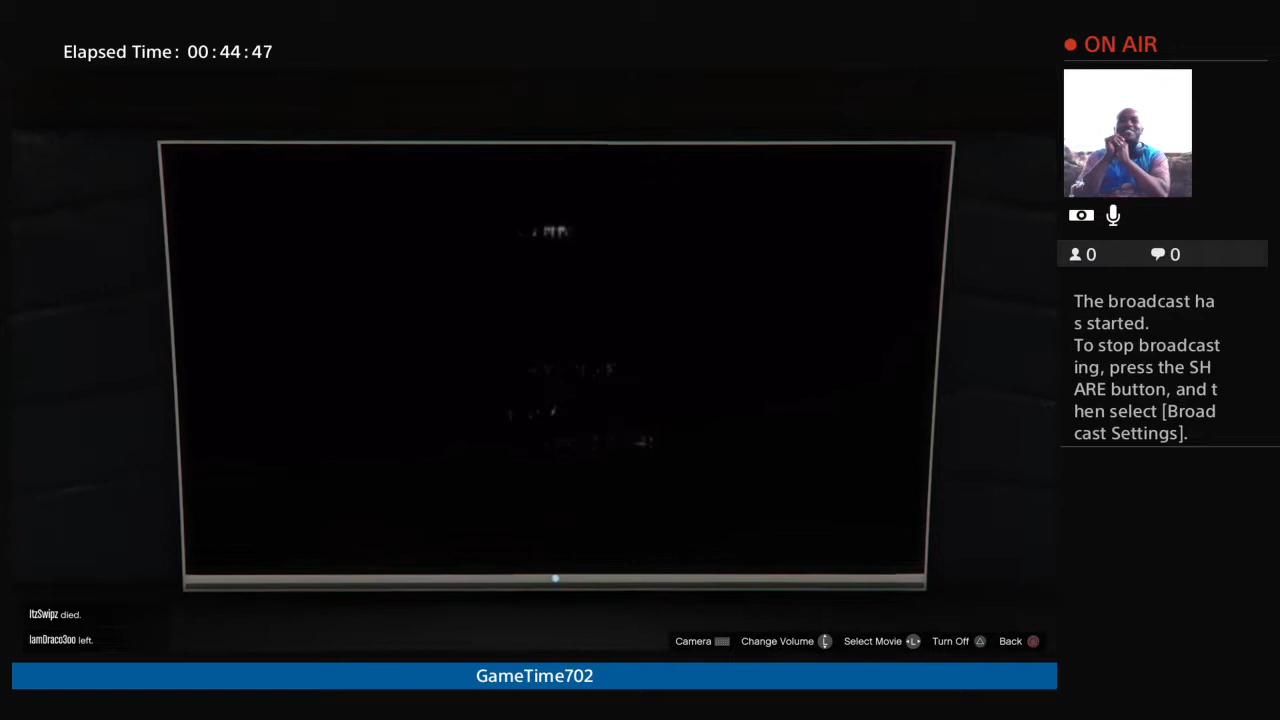 Elapsed Time: 00:44:47
ON AIR
0 0
The broadcast ha
s started.
To stop broadcast
ing, press the SH
ARE button, and t
hen select [Broad
cast Settings].
ItzSwipz died.
IamDraco3oo left.
Camera Change Volume L Select Movie L Turn Off Back
GameTime702